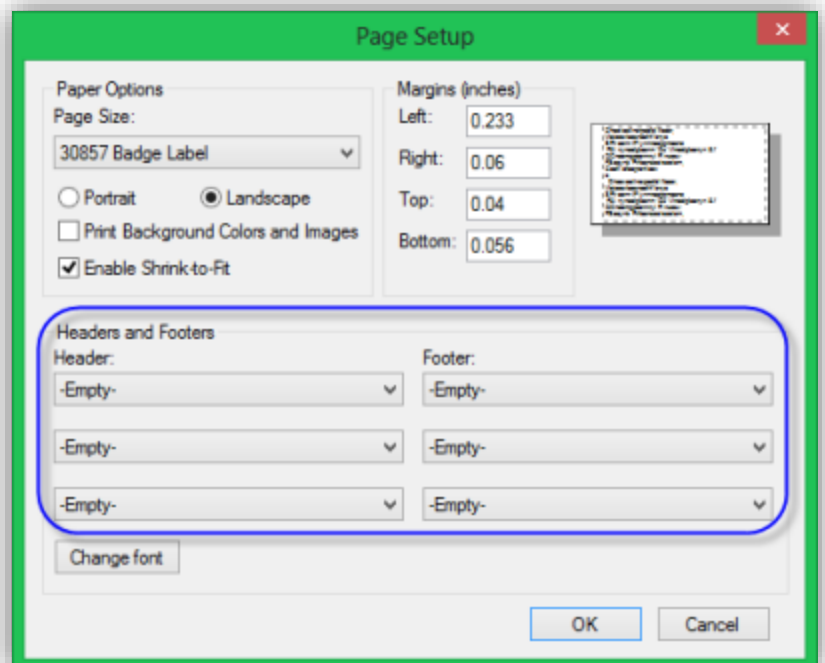 Page Setup
Paper Options
Page Size:
30857 Badge Label
Portrait
Landscape
Print Background Colors and Images
Enable Shrink-to-Fit
Margins (inches)
Left: 0.233
Right: 0.06
Top: 0.04
Bottom: 0.056
Headers and Footers
Header: Footer:
-Empty- -Empty-
-Empty- -Empty-
-Empty- -Empty-
Change font
OK Cancel